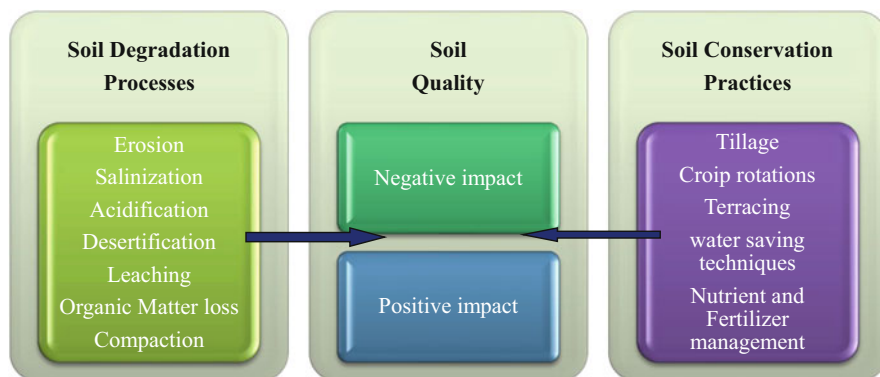 Soil Degradation
Processes
Erosion
Salinization
Acidification
Desertification
Leaching
Organic Matter loss
Compaction
Soil
Quality
Negative impact
Positive impact
Soil Conservation
Practices
Tillage
Croip rotations
Terracing
water saving
techniques
Nutrient and
Fertilizer
management